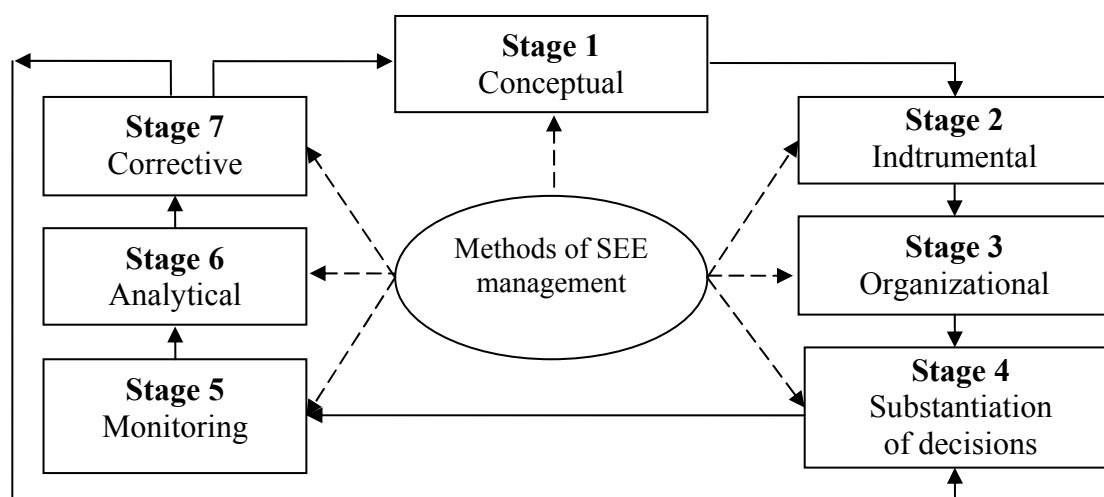 Stage 1
Conceptual
Stage 2
Indtrumental
Stage 3
Organizational
Stage 4
Substantiation
of decisions
Stage 5
Monitoring
Stage 6
Analytical
Stage 7
Corrective
Methods of SEE
management